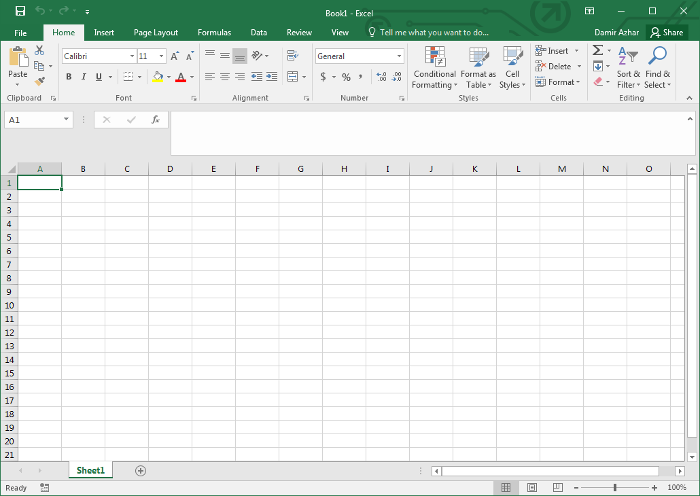 Book1 - Excel
File Home Insert Page Layout Formulas Data Review View Tell me what you want to do... Damir Azhar Share
Paste Calibri 11 A A General Conditional Formatting Format as Table Cell Styles Insert Sort & Filter Find & Select
B I U A $ % , Delete
Format
Clipboard Font Alignment Number Styles Cells Editing
A1 fx
A B C D E F G H I J K L M N O
1
2
3
4
5
6
7
8
9
10
11
12
13
14
15
16
17
18
19
20
21
Sheet1
Ready 100%